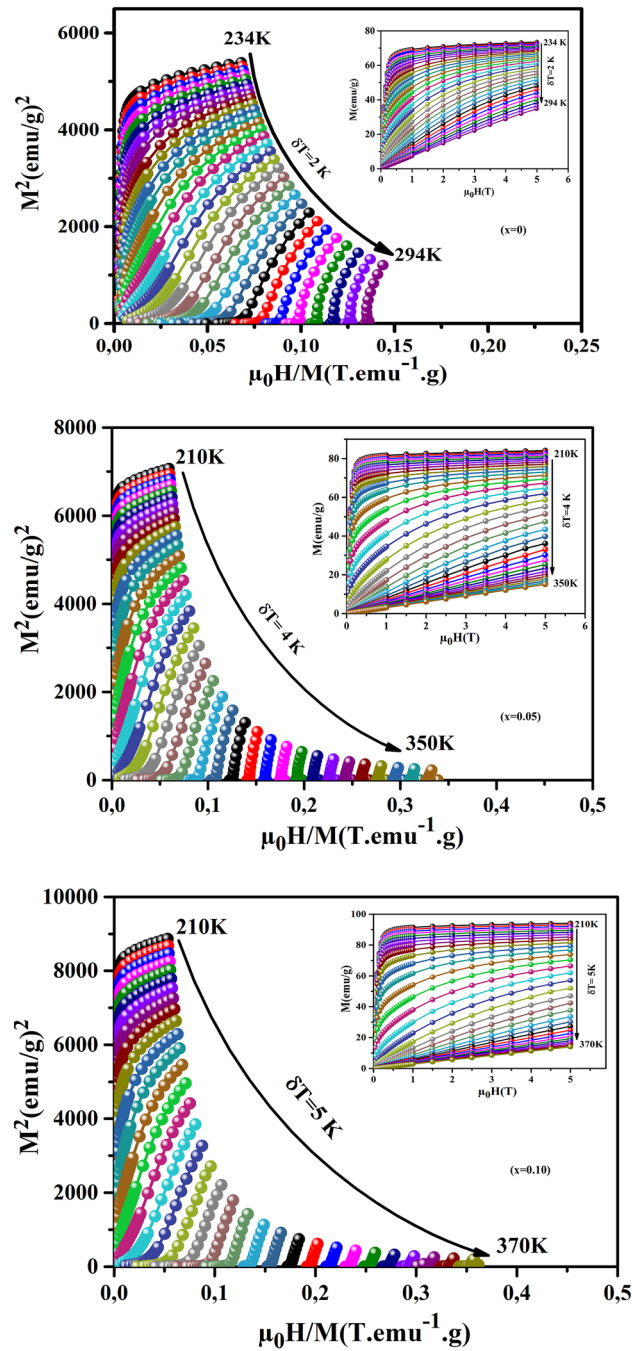 6000
4000
2000
0
M²(emu/g)²
234K
δT=2 K
294K
0,00 0,05 0,10 0,15 0,20 0,25
μ₀H/M(T.emu⁻¹.g)
(x=0)
80
60
40
20
0
M(emu/g)
234 K
δT=2 K
294 K
0 1 2 3 4 5 6
μ₀H(T)
8000
6000
4000
2000
0
M²(emu/g)²
210K
δT= 4 K
350K
0,0 0,1 0,2 0,3 0,4 0,5
μ₀H/M(T.emu⁻¹.g)
(x=0.05)
80
60
40
20
0
M(emu/g)
210K
δT=4 K
350K
0 1 2 3 4 5 6
μ₀H(T)
10000
8000
6000
4000
2000
0
M²(emu/g)²
210K
δT=5 K
370K
0,0 0,1 0,2 0,3 0,4 0,5
μ₀H/M(T.emu⁻¹.g)
(x=0.10)
100
80
60
40
20
0
M(emu/g)
210K
δT= 5K
370K
0 1 2 3 4 5
μ₀H(T)